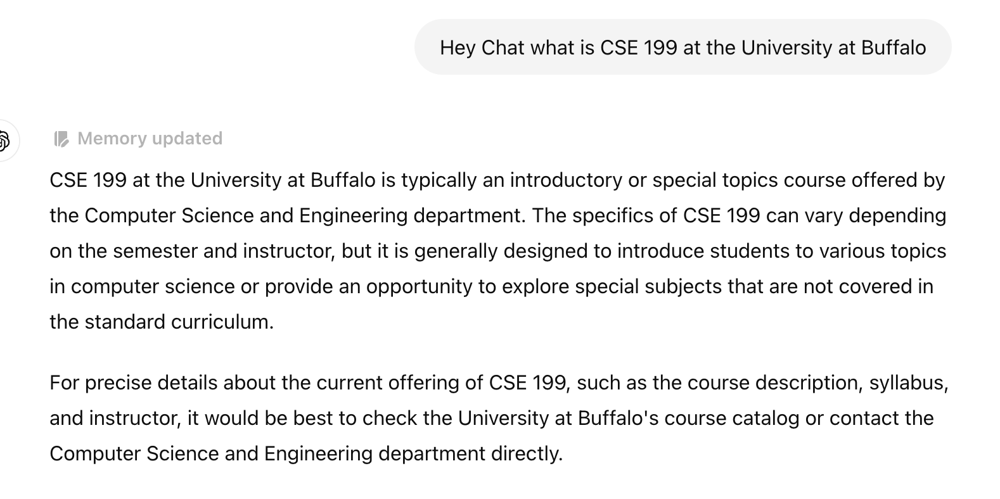 Hey Chat what is CSE 199 at the University at Buffalo
Memory updated
CSE 199 at the University at Buffalo is typically an introductory or special topics course offered by
the Computer Science and Engineering department. The specifics of CSE 199 can vary depending
on the semester and instructor, but it is generally designed to introduce students to various topics
in computer science or provide an opportunity to explore special subjects that are not covered in
the standard curriculum.
For precise details about the current offering of CSE 199, such as the course description, syllabus,
and instructor, it would be best to check the University at Buffalo's course catalog or contact the
Computer Science and Engineering department directly.